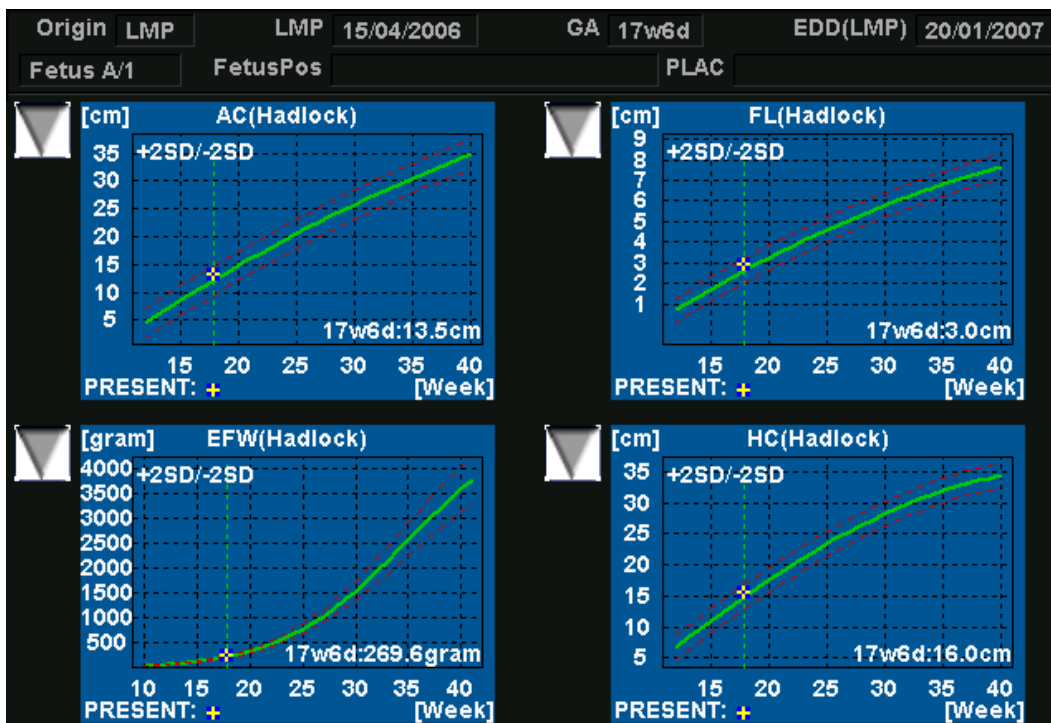 Origin LMP LMP 15/04/2006 GA 17w6d EDD(LMP) 20/01/2007
Fetus A/1 FetusPos PLAC
[cm] AC(Hadlock)
+2SD/-2SD
35
30
25
20
15
10
5
17w6d:13.5cm
15 20 25 30 35 40
PRESENT: [Week]
[cm] FL(Hadlock)
9
+2SD/-2SD
8
7
6
5
4
3
2
1
17w6d:3.0cm
15 20 25 30 35 40
PRESENT: [Week]
[gram] EFW(Hadlock)
4000
+2SD/-2SD
3500
3000
2500
2000
1500
1000
500
17w6d:269.6gram
10 15 20 25 30 35 40
PRESENT: [Week]
[cm] HC(Hadlock)
35
+2SD/-2SD
30
25
20
15
10
5
17w6d:16.0cm
15 20 25 30 35 40
PRESENT: [Week]